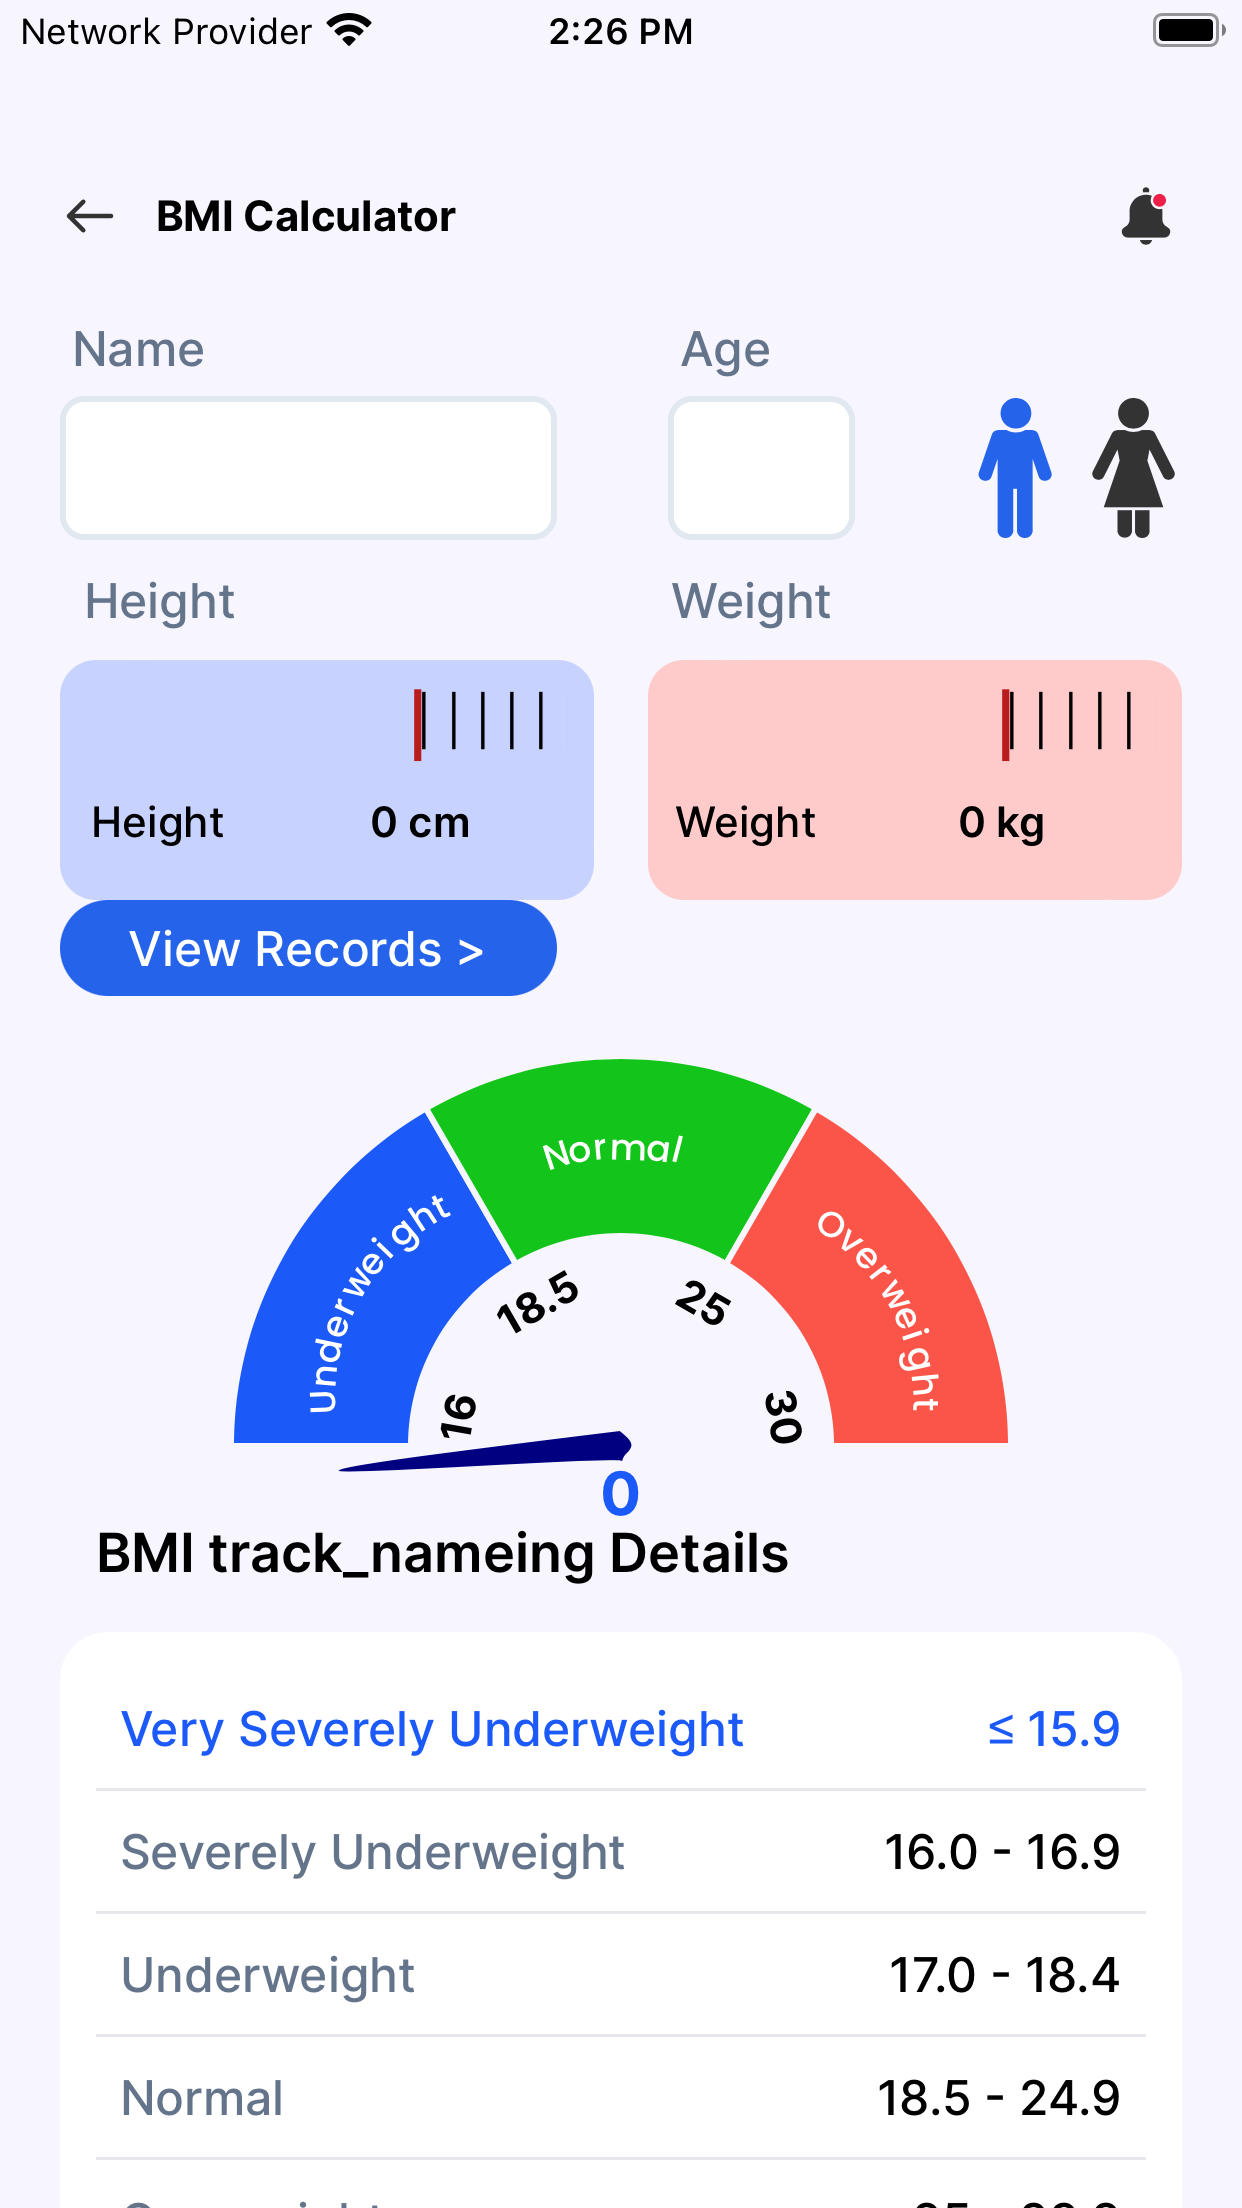 Network Provider 2:26 PM
BMI Calculator
Name Age
Height Weight
Height 0 cm Weight 0 kg
View Records >
Normal
Underweight Overweight
18.5 25
16 30
0
BMI track_nameing Details
Very Severely Underweight ≤ 15.9
Severely Underweight 16.0 - 16.9
Underweight 17.0 - 18.4
Normal 18.5 - 24.9